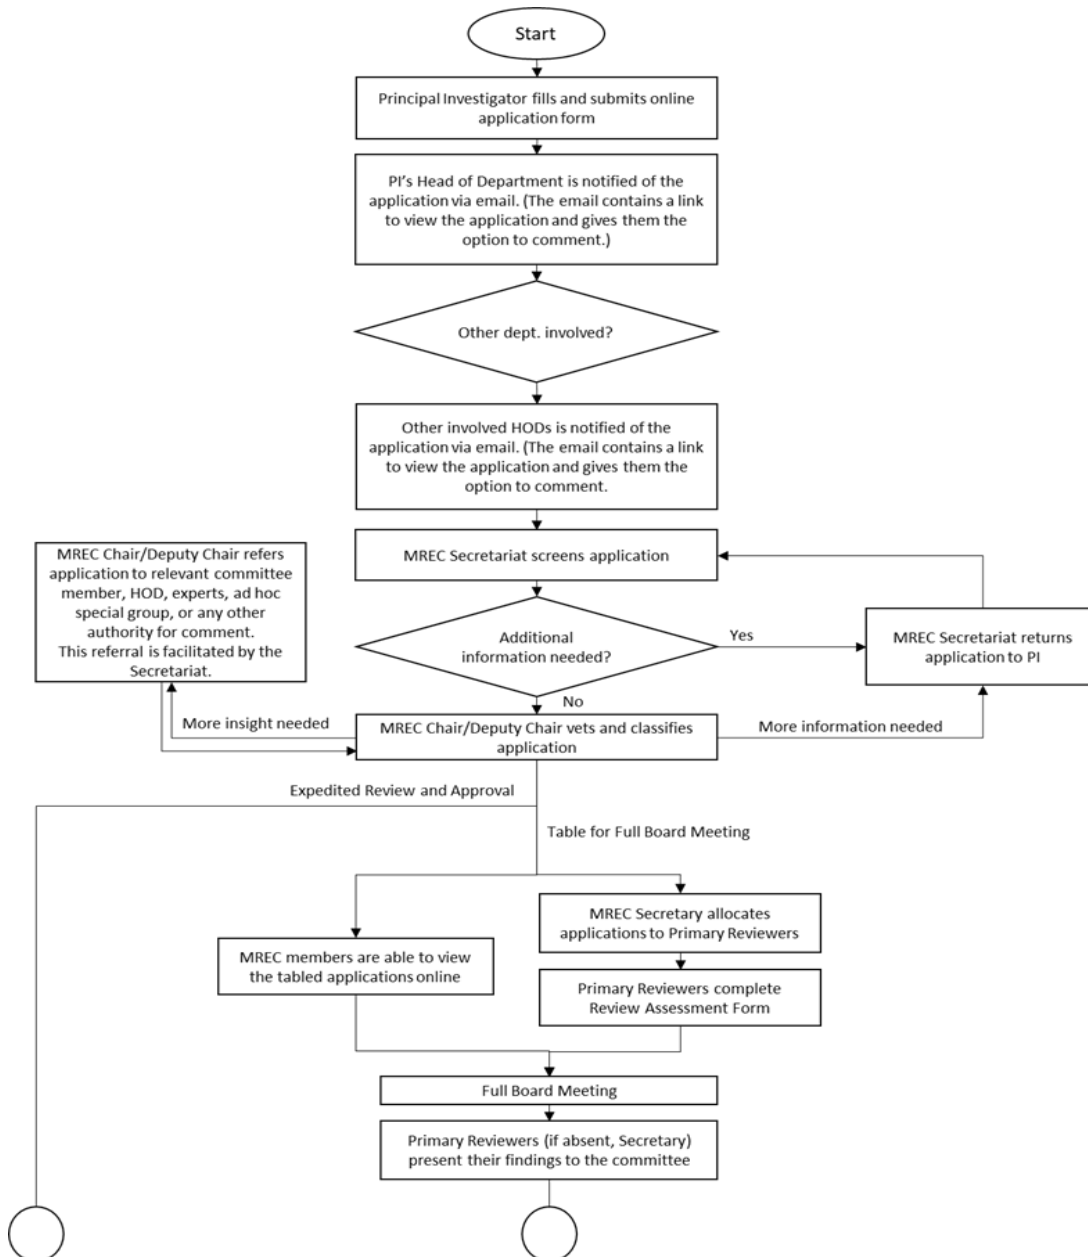 Start
Principal Investigator fills and submits online
application form
PI's Head of Department is notified of the
application via email. (The email contains a link
to view the application and gives them the
option to comment.)
Other dept. involved?
Other involved HODs is notified of the
application via email. (The email contains a link
to view the application and gives them the
option to comment.
MREC Secretariat screens application
MREC Chair/Deputy Chair refers
application to relevant committee
member, HOD, experts, ad hoc
special group, or any other
authority for comment.
This referral is facilitated by the
Secretariat.
Additional
information needed?
Yes
MREC Secretariat returns
application to PI
No
More insight needed
MREC Chair/Deputy Chair vets and classifies
application
More information needed
Expedited Review and Approval
Table for Full Board Meeting
MREC Secretary allocates
applications to Primary Reviewers
MREC members are able to view
the tabled applications online
Primary Reviewers complete
Review Assessment Form
Full Board Meeting
Primary Reviewers (if absent, Secretary)
present their findings to the committee